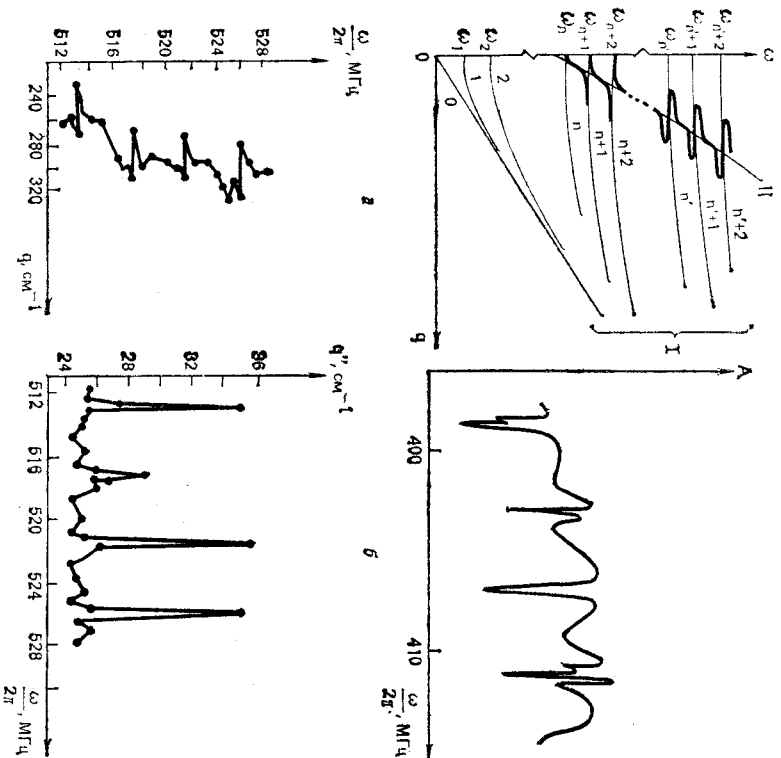 ω/2π, МГц
512 516 520 524 528
240
280
320
q, см⁻¹
а
ω
ωₙ'₊₂
ωₙ'₊₁
ωₙ'
ωₙ₊₂
ωₙ₊₁
ωₙ
ω₂
ω₁
0
0
1
2
n
n+1
n+2
n'
n'+1
n'+2
II
I
q
q'', см⁻¹
24 28 32 36
512
516
520
524
528
ω/2π, МГц
б
A
400
410
ω/2π, МГц